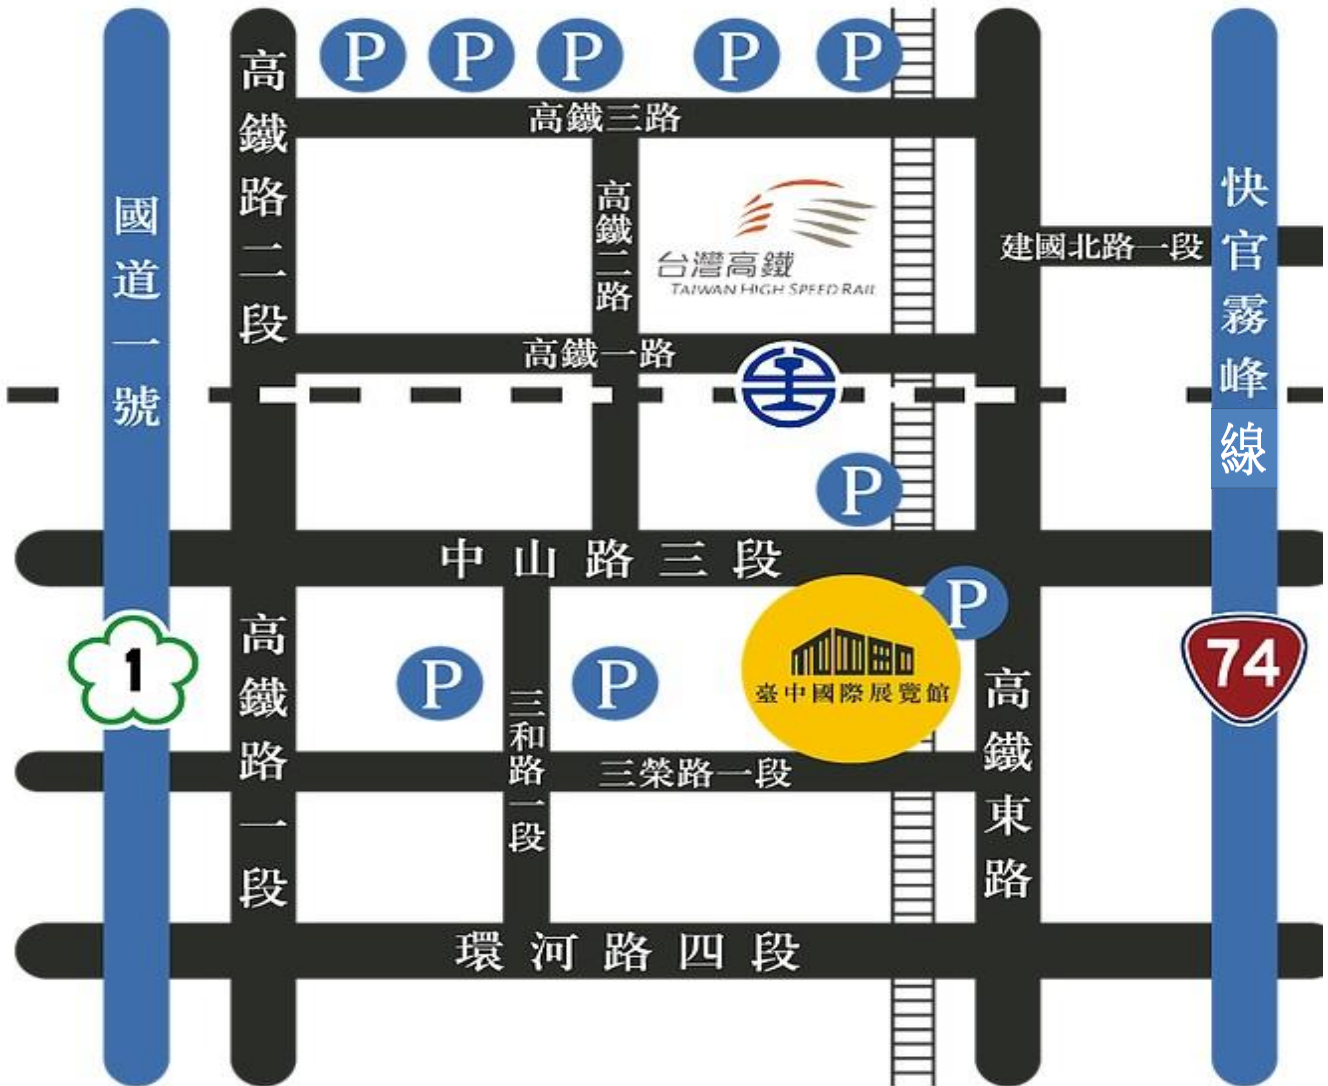 P
P
P
P
P
高鐵三路
高鐵路二段
國道一號
高鐵二路
台灣高鐵
TAIWAN HIGH SPEED RAIL
建國北路一段
快官霧峰線
高鐵一路
P
中山路三段
P
1
高鐵路一段
P
三和路一段
P
臺中國際展覽館
高鐵東路
74
三榮路一段
環河路四段